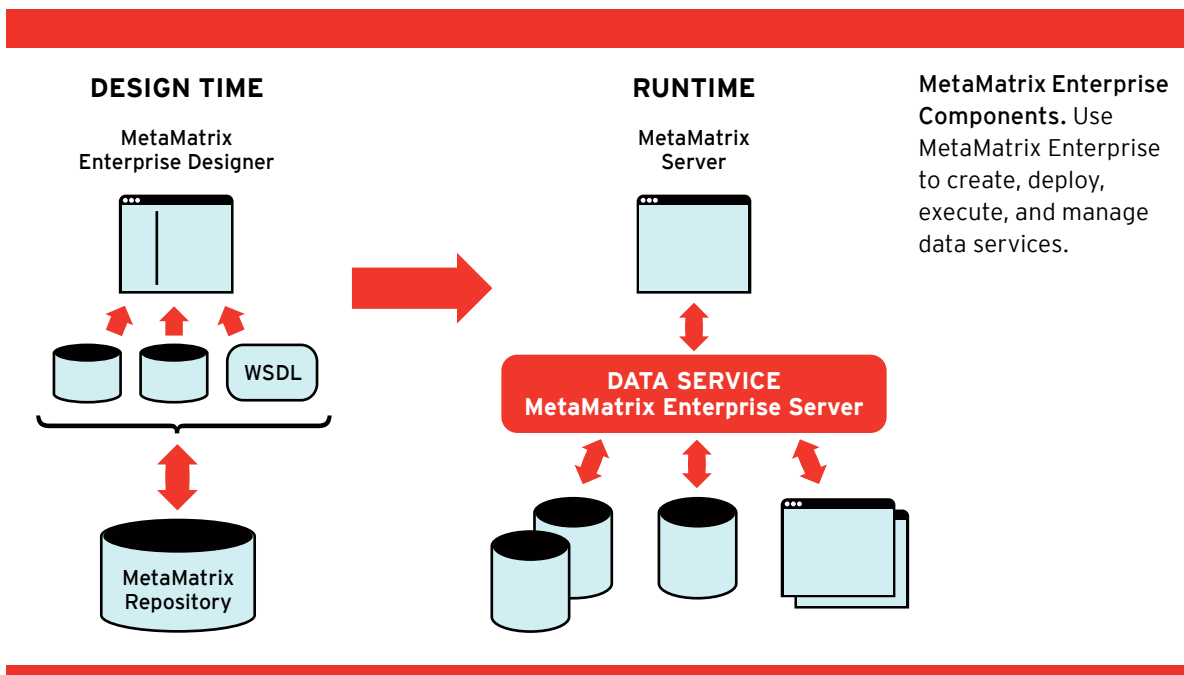 DESIGN TIME
MetaMatrix
Enterprise Designer
WSDL
MetaMatrix
Repository
RUNTIME
MetaMatrix
Server
DATA SERVICE
MetaMatrix Enterprise Server
MetaMatrix Enterprise
Components. Use
MetaMatrix Enterprise
to create, deploy,
execute, and manage
data services.